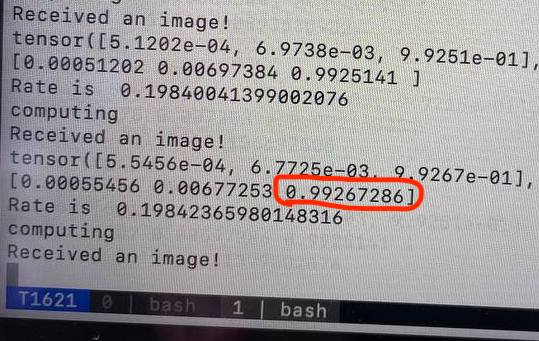 Received an image!
tensor([5.1202e-04, 6.9738e-03, 9.9251e-01],
[0.00051202 0.00697384 0.9925141 ]
Rate is  0.19840041399002076
computing
Received an image!
tensor([5.5456e-04, 6.7725e-03, 9.9267e-01],
[0.00055456 0.00677253 0.99267286]
Rate is  0.19842365980148316
computing
Received an image!
T1621 0 | bash 1 | bash